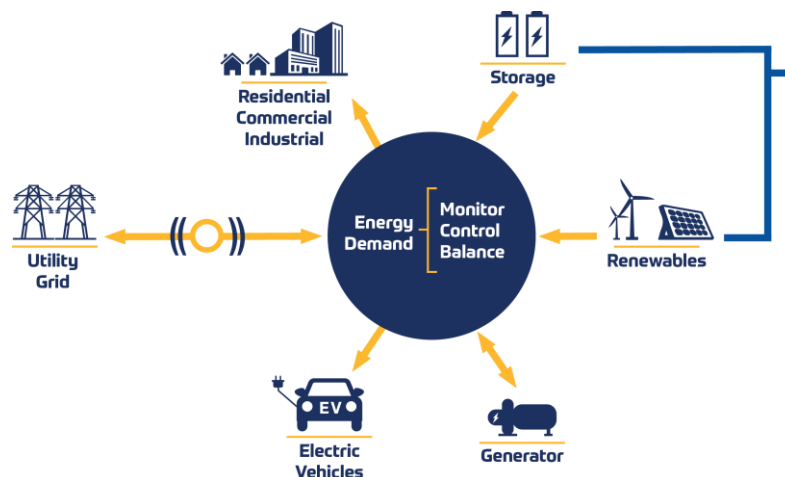 Storage
Residential
Commercial
Industrial
Energy
Demand
Monitor
Control
Balance
Utility
Grid
Renewables
EV
Electric
Vehicles
Generator